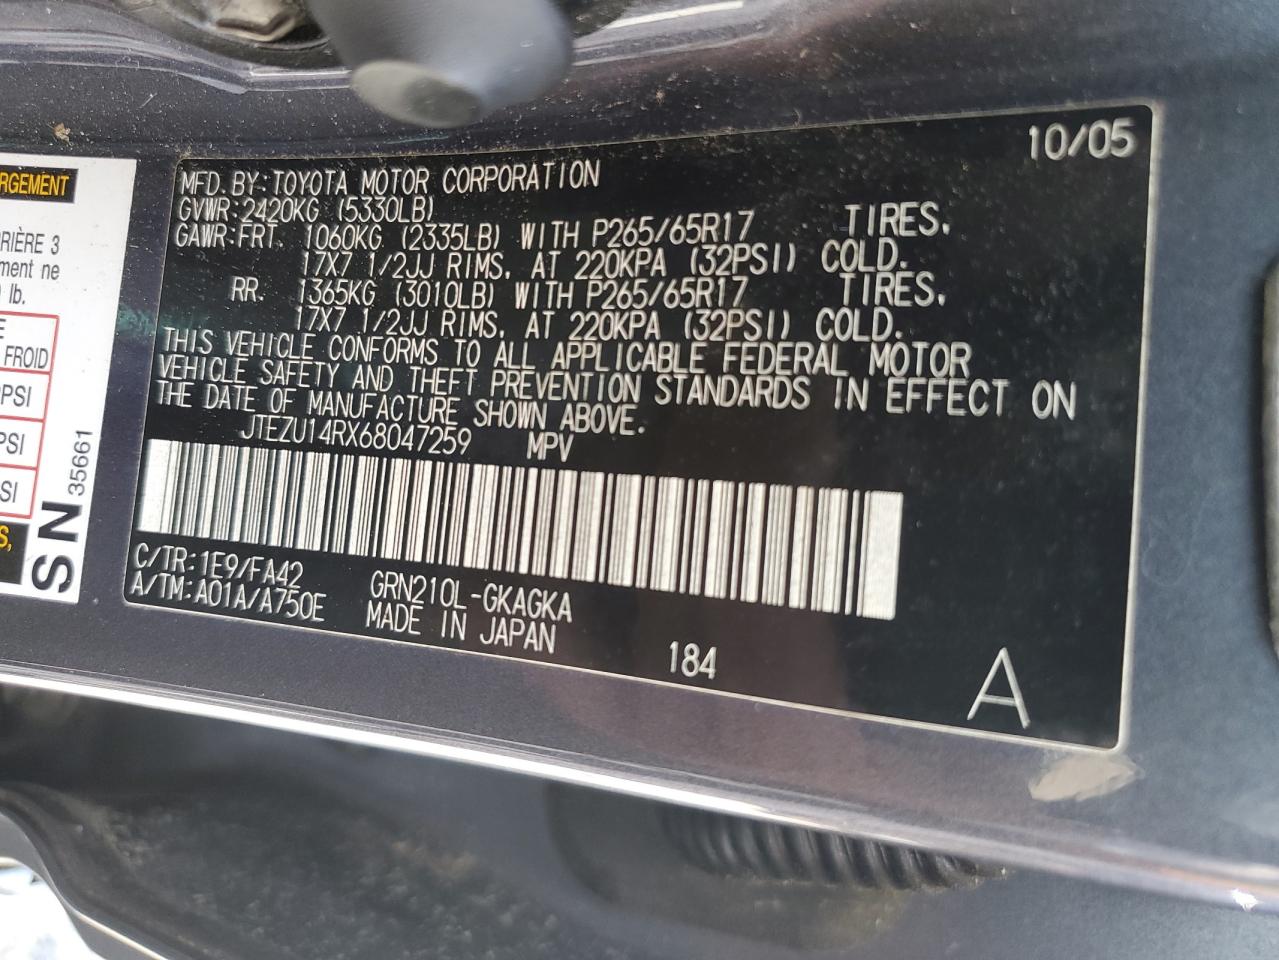 10/05
MFD. BY: TOYOTA MOTOR CORPORATION
GVWR: 2420KG (5330LB)
GAWR: FRT. 1060KG (2335LB) WITH P265/65R17 TIRES,
17X7 1/2JJ RIMS, AT 220KPA (32PSI) COLD.
RR. 1365KG (3010LB) WITH P265/65R17 TIRES,
17X7 1/2JJ RIMS, AT 220KPA (32PSI) COLD.
THIS VEHICLE CONFORMS TO ALL APPLICABLE FEDERAL MOTOR
VEHICLE SAFETY AND THEFT PREVENTION STANDARDS IN EFFECT ON
THE DATE OF MANUFACTURE SHOWN ABOVE.
JTEZU14RX68047259 MPV
C/TR: 1E9/FA42 GRN210L-GKAGKA
A/TM: A01A/A750E MADE IN JAPAN
184
A
RGEMENT
RIÈRE 3
ment ne
lb.
E
FROID
PSI
PSI
SI
S,
SN 35661